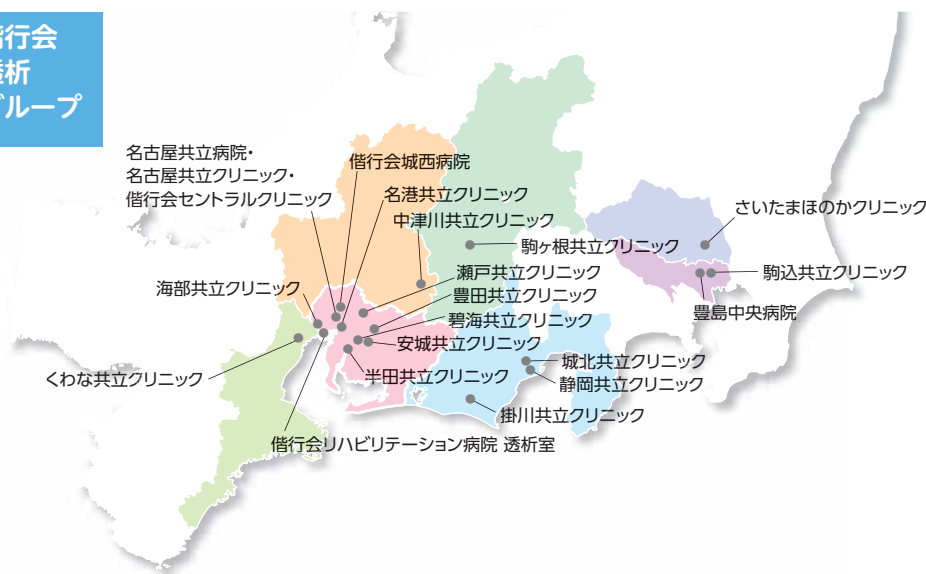 偕行会
透析
グループ
名古屋共立病院・
名古屋共立クリニック・
偕行会セントラルクリニック
偕行会城西病院
名港共立クリニック
中津川共立クリニック
駒ヶ根共立クリニック
さいたまほのかクリニック
瀬戸共立クリニック
駒込共立クリニック
海部共立クリニック
豊田共立クリニック
豊島中央病院
碧海共立クリニック
安城共立クリニック
城北共立クリニック
くわな共立クリニック
半田共立クリニック
静岡共立クリニック
掛川共立クリニック
偕行会リハビリテーション病院 透析室